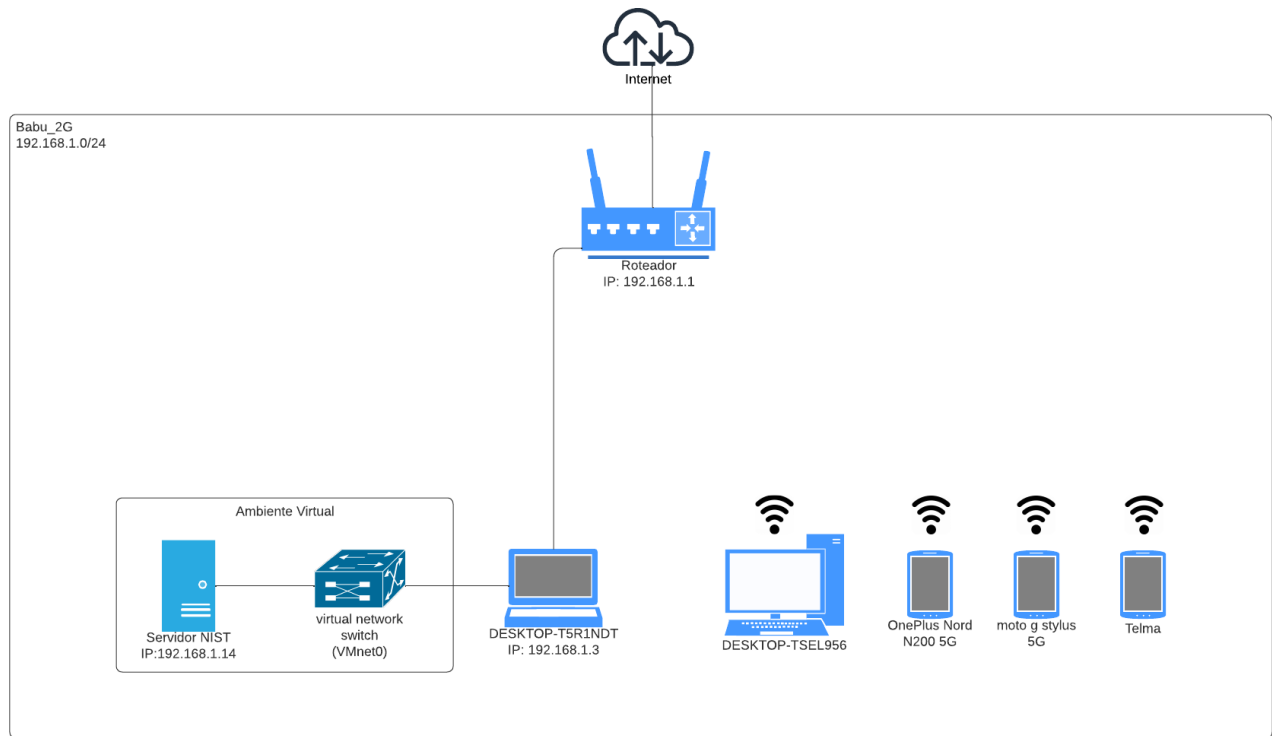 Internet
Babu_2G
192.168.1.0/24
Roteador
IP: 192.168.1.1
Ambiente Virtual
Servidor NIST
IP:192.168.1.14
virtual network
switch
(VMnet0)
DESKTOP-T5R1NDT
IP: 192.168.1.3
DESKTOP-TSEL956
OnePlus Nord
N200 5G
moto g stylus
5G
Telma